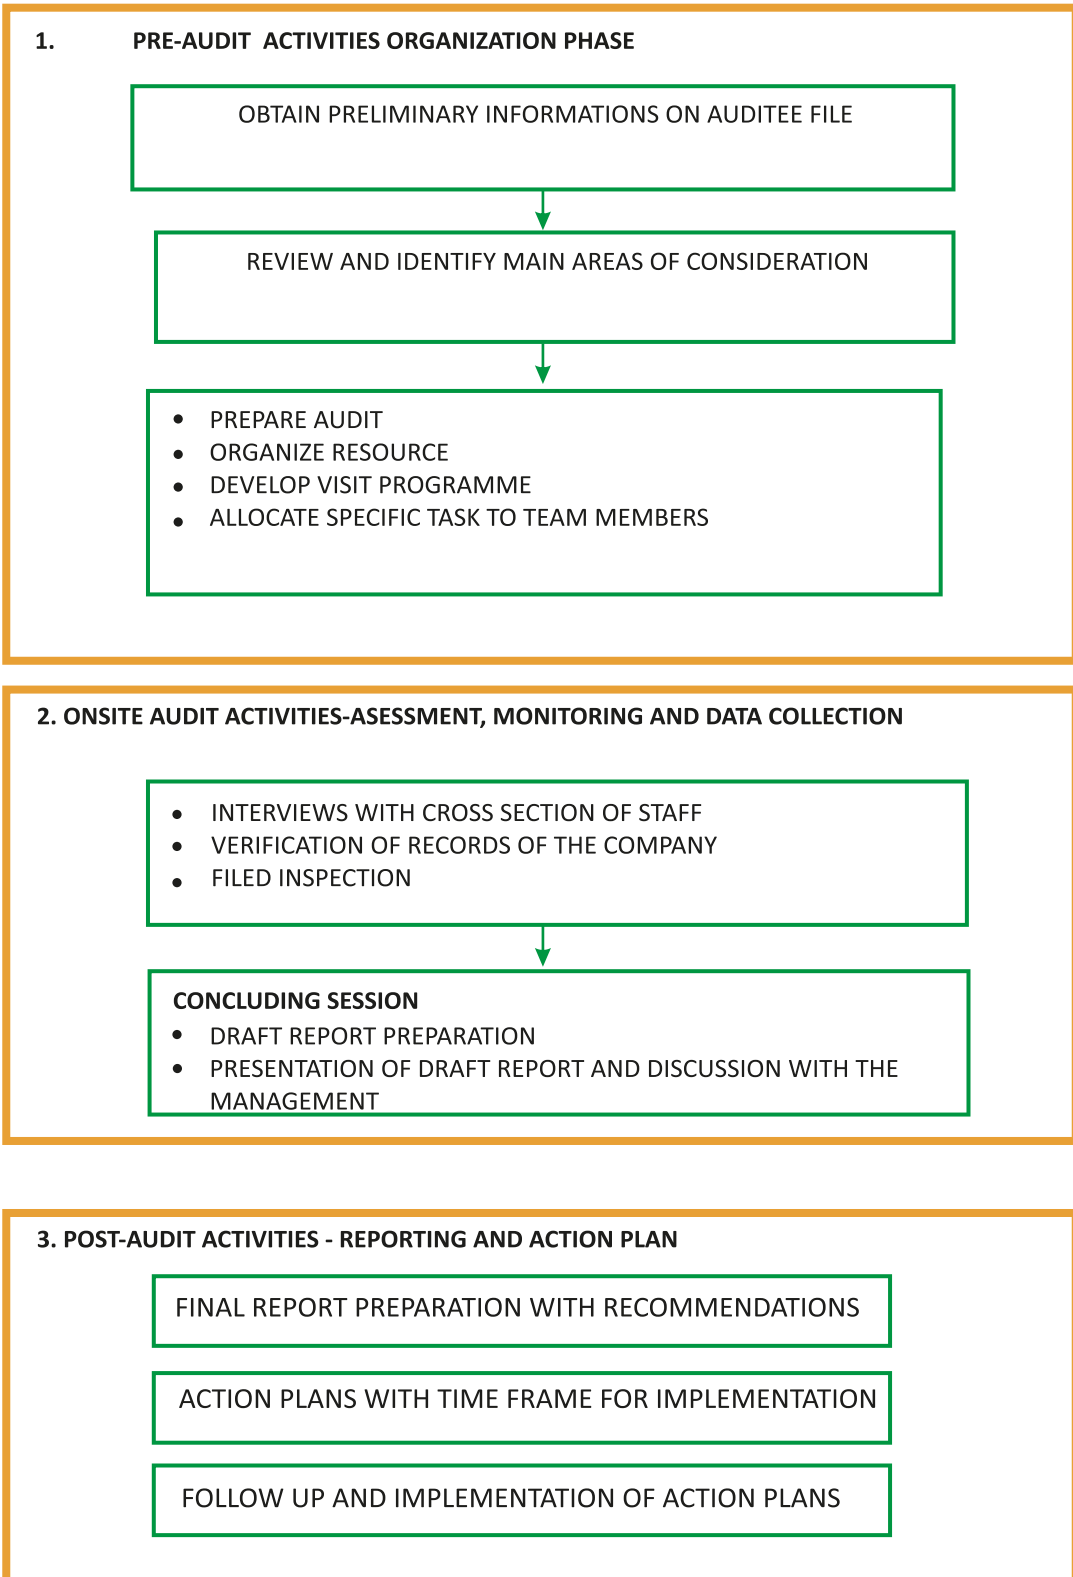 1. PRE-AUDIT ACTIVITIES ORGANIZATION PHASE
OBTAIN PRELIMINARY INFORMATIONS ON AUDITEE FILE
REVIEW AND IDENTIFY MAIN AREAS OF CONSIDERATION
• PREPARE AUDIT
• ORGANIZE RESOURCE
• DEVELOP VISIT PROGRAMME
• ALLOCATE SPECIFIC TASK TO TEAM MEMBERS
2. ONSITE AUDIT ACTIVITIES-ASESSMENT, MONITORING AND DATA COLLECTION
• INTERVIEWS WITH CROSS SECTION OF STAFF
• VERIFICATION OF RECORDS OF THE COMPANY
• FILED INSPECTION
CONCLUDING SESSION
• DRAFT REPORT PREPARATION
• PRESENTATION OF DRAFT REPORT AND DISCUSSION WITH THE
MANAGEMENT
3. POST-AUDIT ACTIVITIES - REPORTING AND ACTION PLAN
FINAL REPORT PREPARATION WITH RECOMMENDATIONS
ACTION PLANS WITH TIME FRAME FOR IMPLEMENTATION
FOLLOW UP AND IMPLEMENTATION OF ACTION PLANS